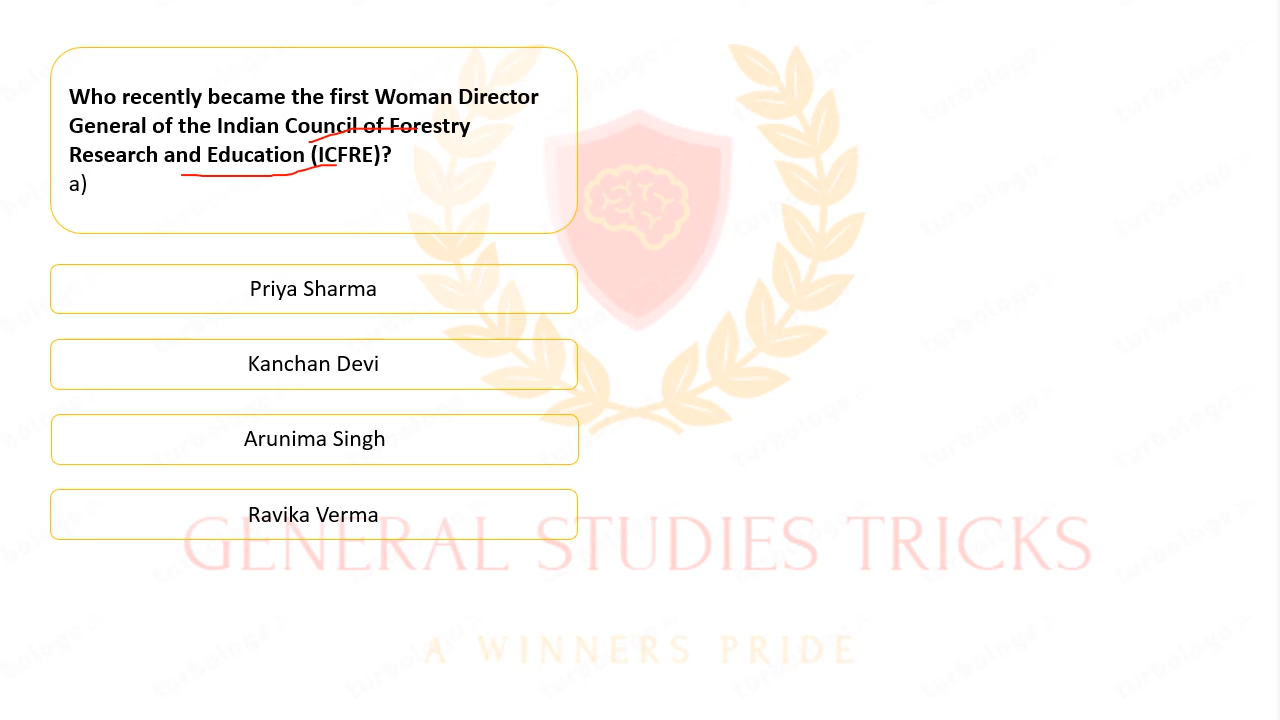 Who recently became the first Woman Director
General of the Indian Council of Forestry
Research and Education (ICFRE)?
a)
Priya Sharma
Kanchan Devi
Arunima Singh
Ravika Verma
GENERAL STUDIES TRICKS
A WINNERS PRIDE